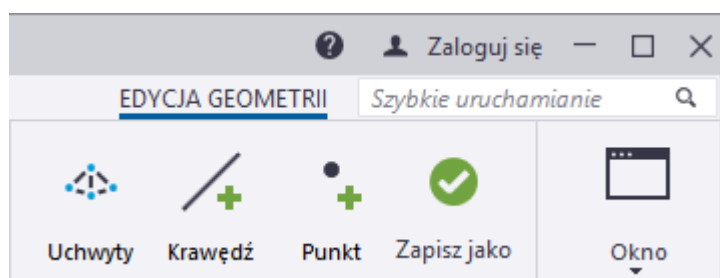 Zaloguj się
EDYCJA GEOMETRII Szybkie uruchamianie
Uchwyty Krawędź Punkt Zapisz jako Okno